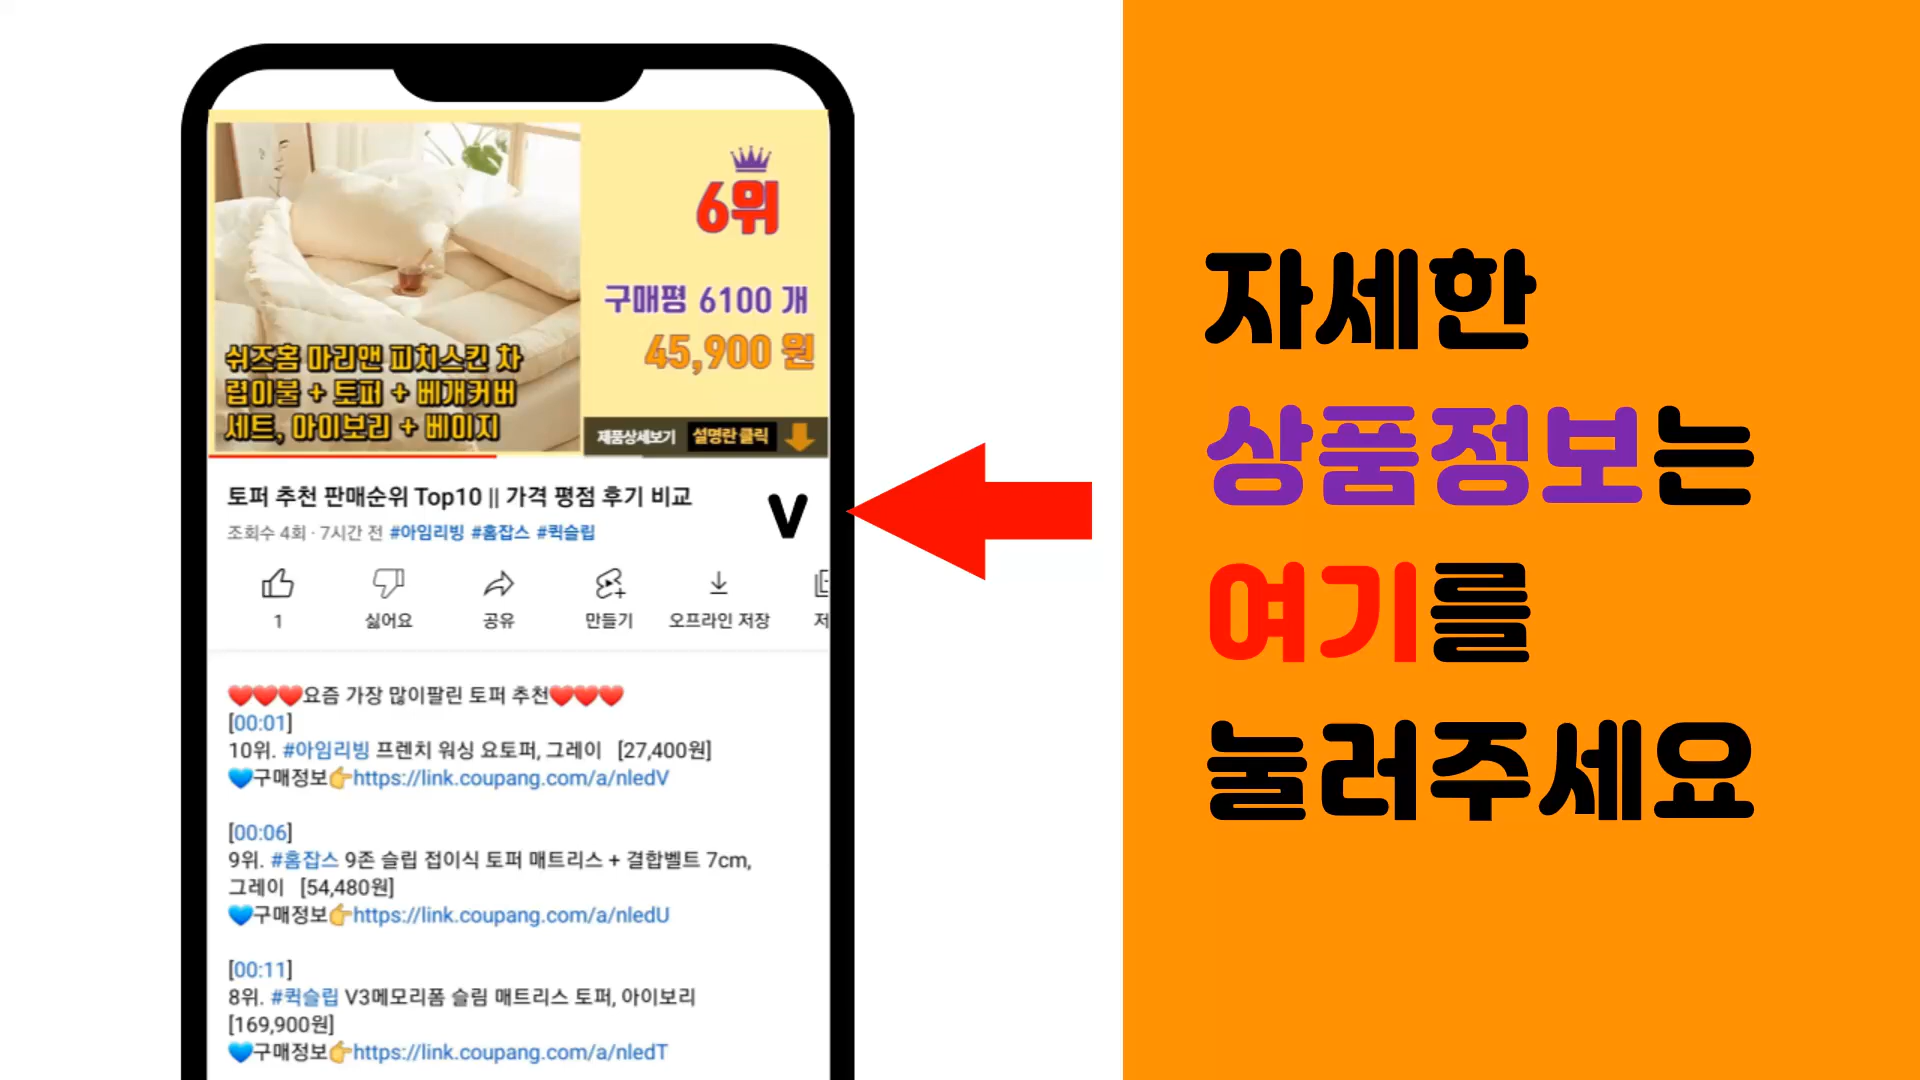 6위
구매평 6100 개
45,900 원
쉬즈홈 마리앤 피치스킨 차
렵이불 + 토퍼 + 베개커버
세트, 아이보리 + 베이지
제품상세보기 설명란 클릭
토퍼 추천 판매순위 Top10 || 가격 평점 후기 비교
V
조회수 4회 · 7시간 전 #아임리빙 #홈잡스 #퀵슬립
1 싫어요 공유 만들기 오프라인 저장 저
❤❤❤요즘 가장 많이팔린 토퍼 추천❤❤❤
[00:01]
10위. #아임리빙 프렌치 워싱 요토퍼, 그레이 [27,400원]
💙구매정보👉https://link.coupang.com/a/nledV
[00:06]
9위. #홈잡스 9존 슬립 접이식 토퍼 매트리스 + 결합벨트 7cm,
그레이 [54,480원]
💙구매정보👉https://link.coupang.com/a/nledU
[00:11]
8위. #퀵슬립 V3메모리폼 슬림 매트리스 토퍼, 아이보리
[169,900원]
💙구매정보👉https://link.coupang.com/a/nledT
자세한
상품정보는
여기를
눌러주세요